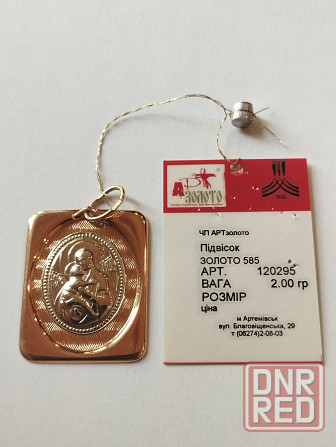 АРТ
ЗОЛОТО
ЧП АРТзолото
Підвісок
ЗОЛОТО 585
АРТ. 120295
ВАГА 2.00 гр
РОЗМІР
ціна
м Артемівськ
вул. Благовіщенська, 29
т (06274)2-08-03
DNR
RED